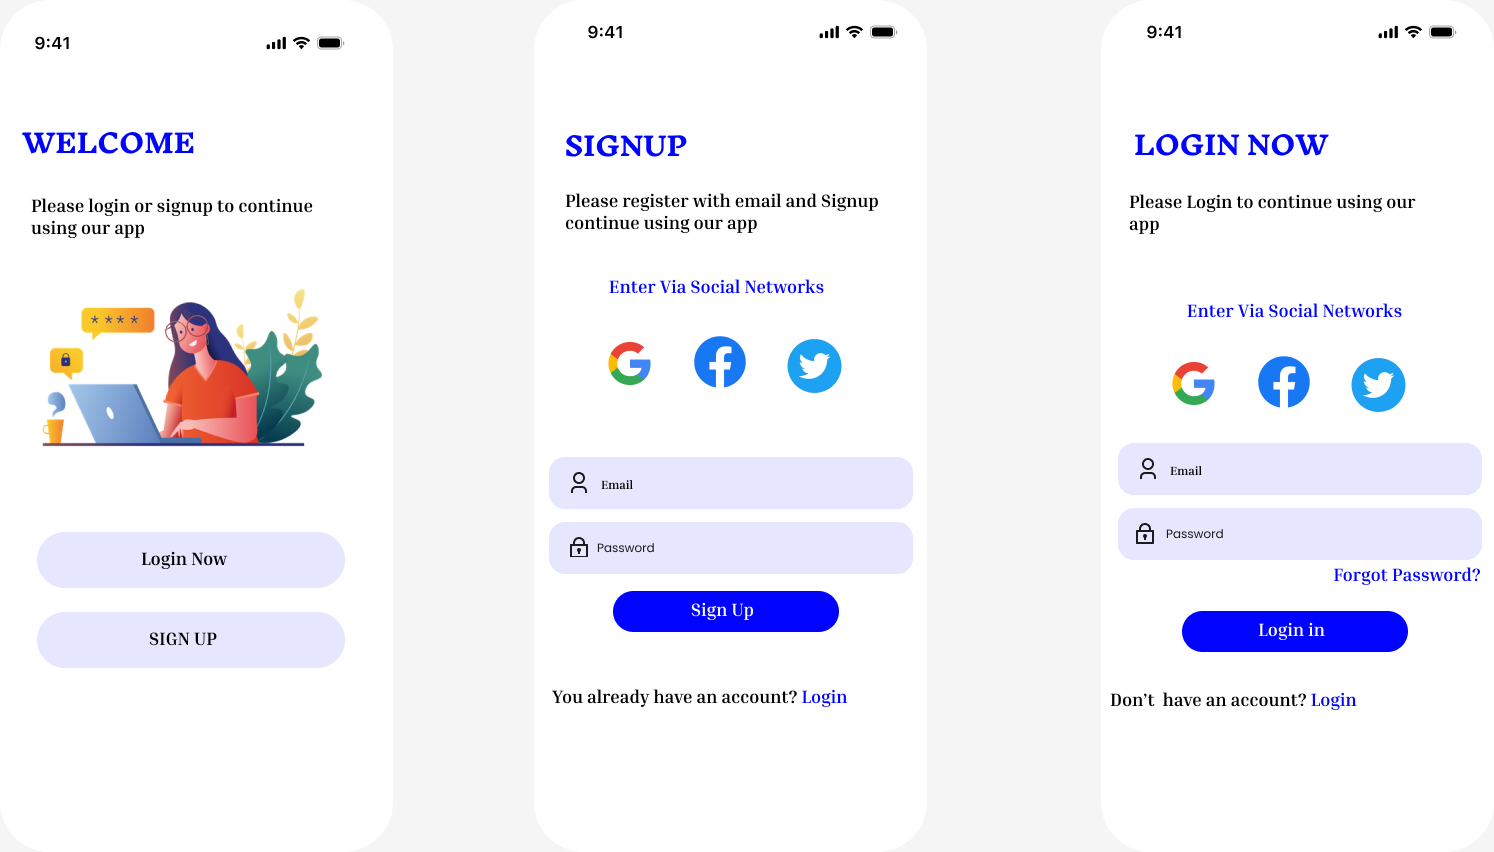 9:41
WELCOME
Please login or signup to continue
using our app
****
Login Now
SIGN UP
9:41
SIGNUP
Please register with email and Signup
continue using our app
Enter Via Social Networks
Email
Password
Sign Up
You already have an account? Login
9:41
LOGIN NOW
Please Login to continue using our
app
Enter Via Social Networks
Email
Password
Forgot Password?
Login in
Don’t  have an account? Login